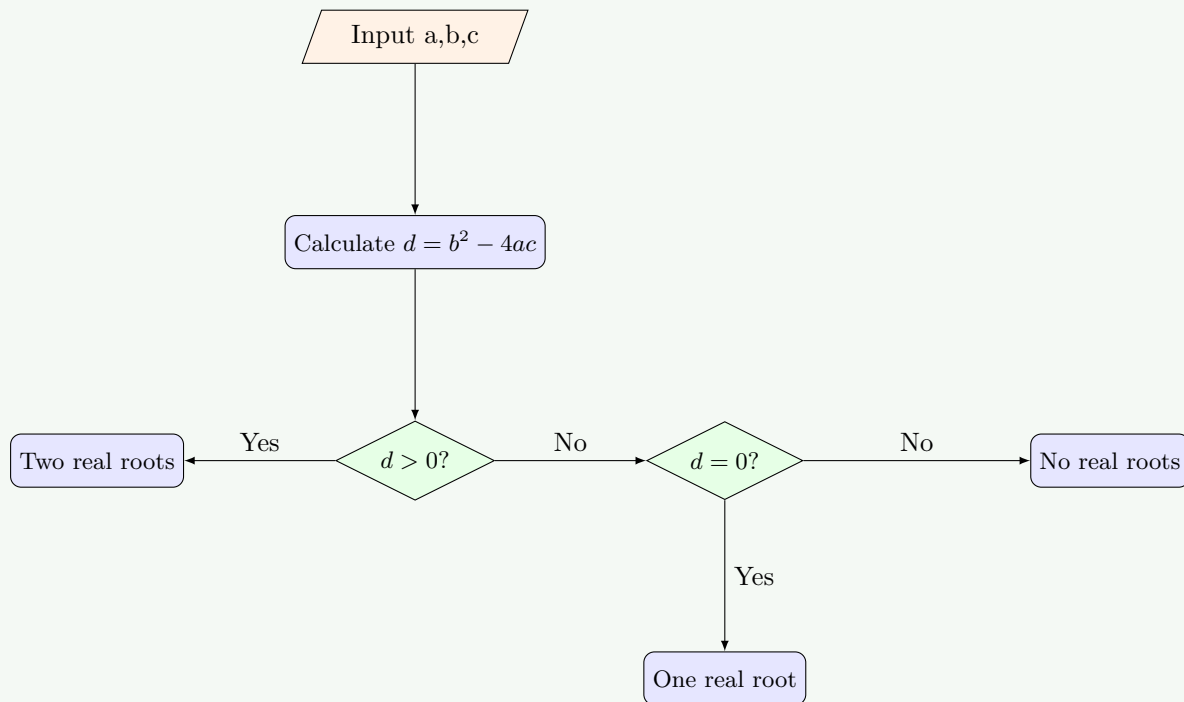 Input a,b,c
Calculate d = b² − 4ac
Yes
No
No
Two real roots
d > 0?
d = 0?
No real roots
Yes
One real root